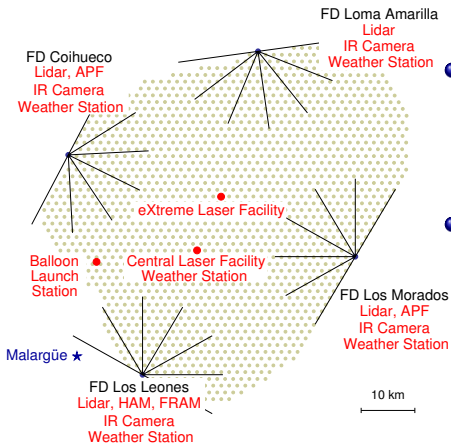 FD Loma Amarilla
Lidar
IR Camera
Weather Station
FD Coihueco
Lidar, APF
IR Camera
Weather Station
eXtreme Laser Facility
Balloon
Launch
Station
Central Laser Facility
Weather Station
FD Los Morados
Lidar, APF
IR Camera
Weather Station
Malargüe
FD Los Leones
Lidar, HAM, FRAM
IR Camera
Weather Station
10 km